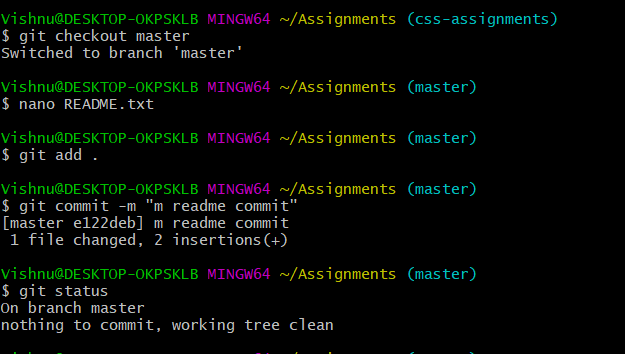 Vishnu@DESKTOP-OKPSKLB MINGW64 ~/Assignments (css-assignments)
$ git checkout master
Switched to branch 'master'
Vishnu@DESKTOP-OKPSKLB MINGW64 ~/Assignments (master)
$ nano README.txt
Vishnu@DESKTOP-OKPSKLB MINGW64 ~/Assignments (master)
$ git add .
Vishnu@DESKTOP-OKPSKLB MINGW64 ~/Assignments (master)
$ git commit -m "m readme commit"
[master e122deb] m readme commit
 1 file changed, 2 insertions(+)
Vishnu@DESKTOP-OKPSKLB MINGW64 ~/Assignments (master)
$ git status
On branch master
nothing to commit, working tree clean